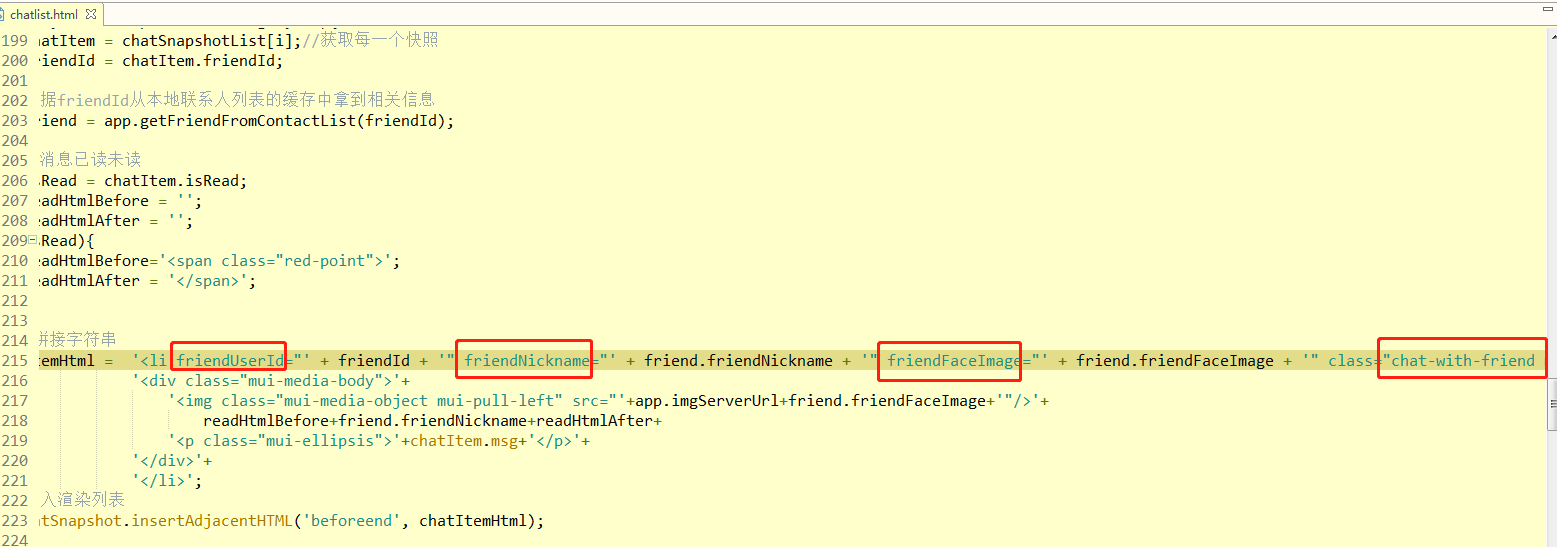 chatlist.html
199 hatItem = chatSnapshotList[i];//获取每一个快照
200 riendId = chatItem.friendId;
201
202 据friendId从本地联系人列表的缓存中拿到相关信息
203 riend = app.getFriendFromContactList(friendId);
204
205 消息已读未读
206 sRead = chatItem.isRead;
207 eadHtmlBefore = '';
208 eadHtmlAfter = '';
209 sRead){
210 eadHtmlBefore='<span class="red-point">';
211 eadHtmlAfter = '</span>';
212
213
214 拼接字符串
215 temHtml = '<li friendUserId="' + friendId + '" friendNickname="' + friend.friendNickname + '" friendFaceImage="' + friend.friendFaceImage + '" class="chat-with-friend
216 '<div class="mui-media-body">'+
217 '<img class="mui-media-object mui-pull-left" src="'+app.imgServerUrl+friend.friendFaceImage+'"/>'+
218 readHtmlBefore+friend.friendNickname+readHtmlAfter+
219 '<p class="mui-ellipsis">'+chatItem.msg+'</p>'+
220 '</div>'+
221 '</li>';
222 入渲染列表
223 atSnapshot.insertAdjacentHTML('beforeend', chatItemHtml);
224